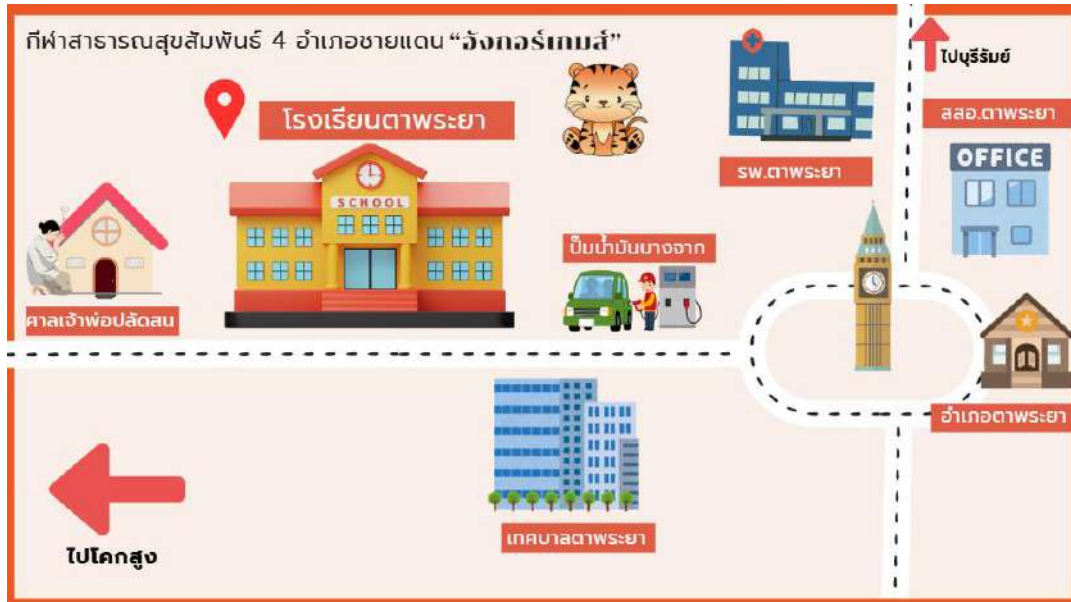 กีฬาสาธารณสุขสัมพันธ์ 4 อำเภอชายแดน “อังกอร์เกมส์”
ไปบุรีรัมย์
โรงเรียนตาพระยา
สสอ.ตาพระยา
OFFICE
รพ.ตาพระยา
SCHOOL
ปั๊มน้ำมันบางจาก
ศาลเจ้าพ่อปลัดสน
อำเภอตาพระยา
เทศบาลตาพระยา
ไปโคกสูง